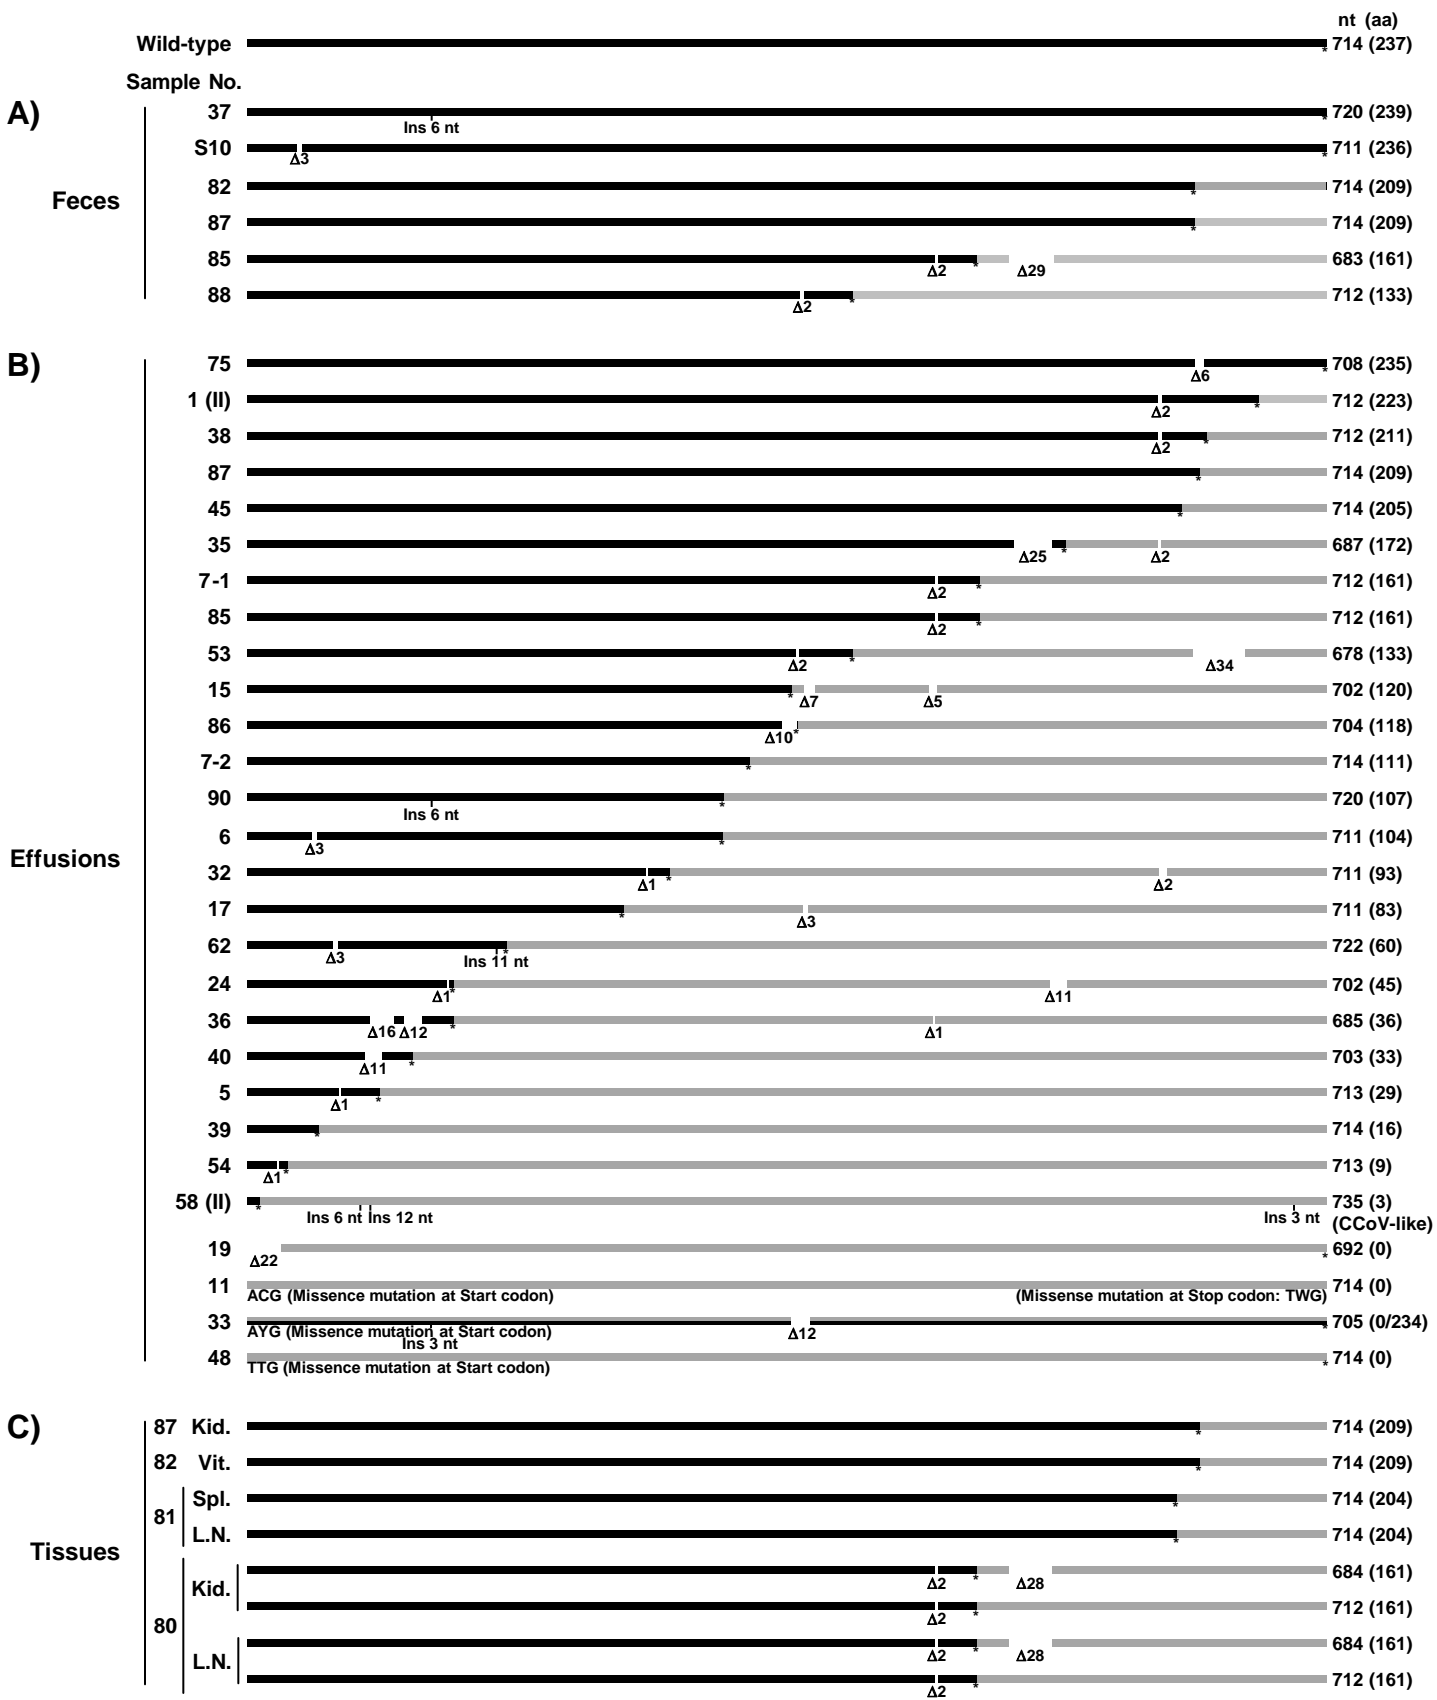 nt (aa)
Wild-type * 714 (237)
Sample No.
A)
Feces
37 Ins 6 nt * 720 (239)
S10 Δ3 * 711 (236)
82 * 714 (209)
87 * 714 (209)
85 Δ2 * Δ29 683 (161)
88 Δ2 * 712 (133)
B)
Effusions
75 Δ6 * 708 (235)
1 (II) Δ2 * 712 (223)
38 Δ2 * 712 (211)
87 * 714 (209)
45 * 714 (205)
35 Δ25 * Δ2 687 (172)
7-1 Δ2 * 712 (161)
85 Δ2 * 712 (161)
53 Δ2 * Δ34 678 (133)
15 * Δ7 Δ5 702 (120)
86 Δ10 * 704 (118)
7-2 * 714 (111)
90 Ins 6 nt * 720 (107)
6 Δ3 * 711 (104)
32 Δ1 * Δ2 711 (93)
17 * Δ3 711 (83)
62 Δ3 Ins 11 nt * 722 (60)
24 Δ1 * Δ11 702 (45)
36 Δ16 Δ12 * Δ1 685 (36)
40 Δ11 * 703 (33)
5 Δ1 * 713 (29)
39 * 714 (16)
54 Δ1 * 713 (9)
58 (II) * Ins 6 nt Ins 12 nt Ins 3 nt 735 (3)
(CCoV-like)
19 Δ22 * 692 (0)
11 ACG (Missence mutation at Start codon) (Missense mutation at Stop codon: TWG) 714 (0)
33 AYG (Missence mutation at Start codon) Ins 3 nt Δ12 * 705 (0/234)
48 TTG (Missence mutation at Start codon) * 714 (0)
C)
Tissues
87 Kid. * 714 (209)
82 Vit. * 714 (209)
81
Spl. * 714 (204)
L.N. * 714 (204)
80
Kid.
Δ2 * Δ28 684 (161)
Δ2 * 712 (161)
L.N.
Δ2 * Δ28 684 (161)
Δ2 * 712 (161)